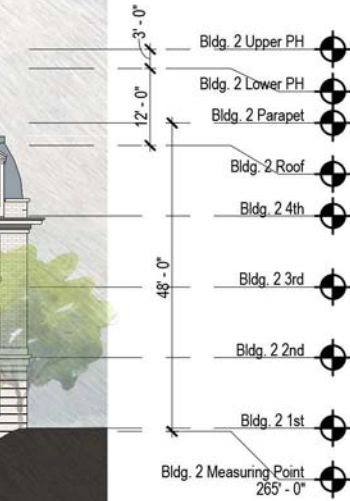 3' - 0"
Bldg. 2 Upper PH
Bldg. 2 Lower PH
12' - 0"
Bldg. 2 Parapet
Bldg. 2 Roof
Bldg. 2 4th
48' - 0"
Bldg. 2 3rd
Bldg. 2 2nd
Bldg. 2 1st
Bldg. 2 Measuring Point
265' - 0"